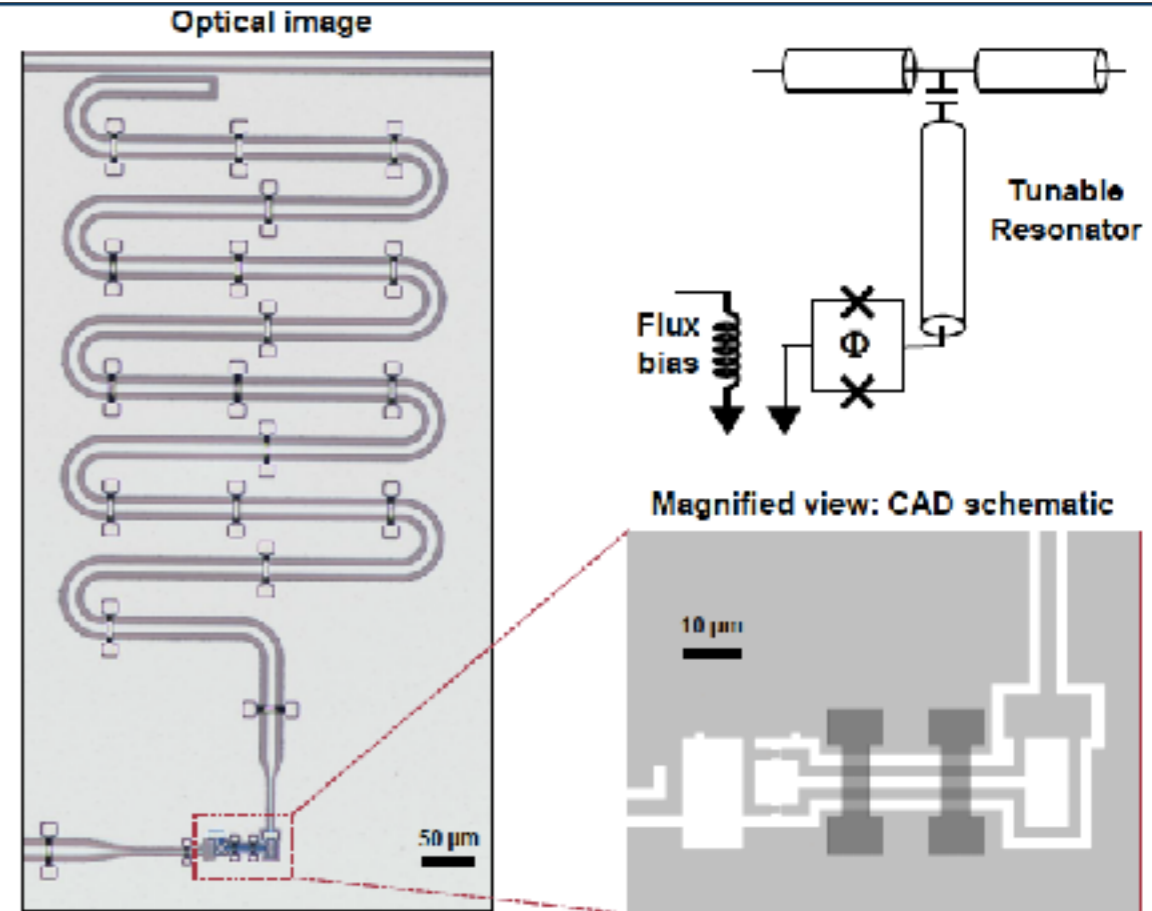 Optical image
50 µm
Tunable
Resonator
Flux
bias
Φ
Magnified view: CAD schematic
10 µm